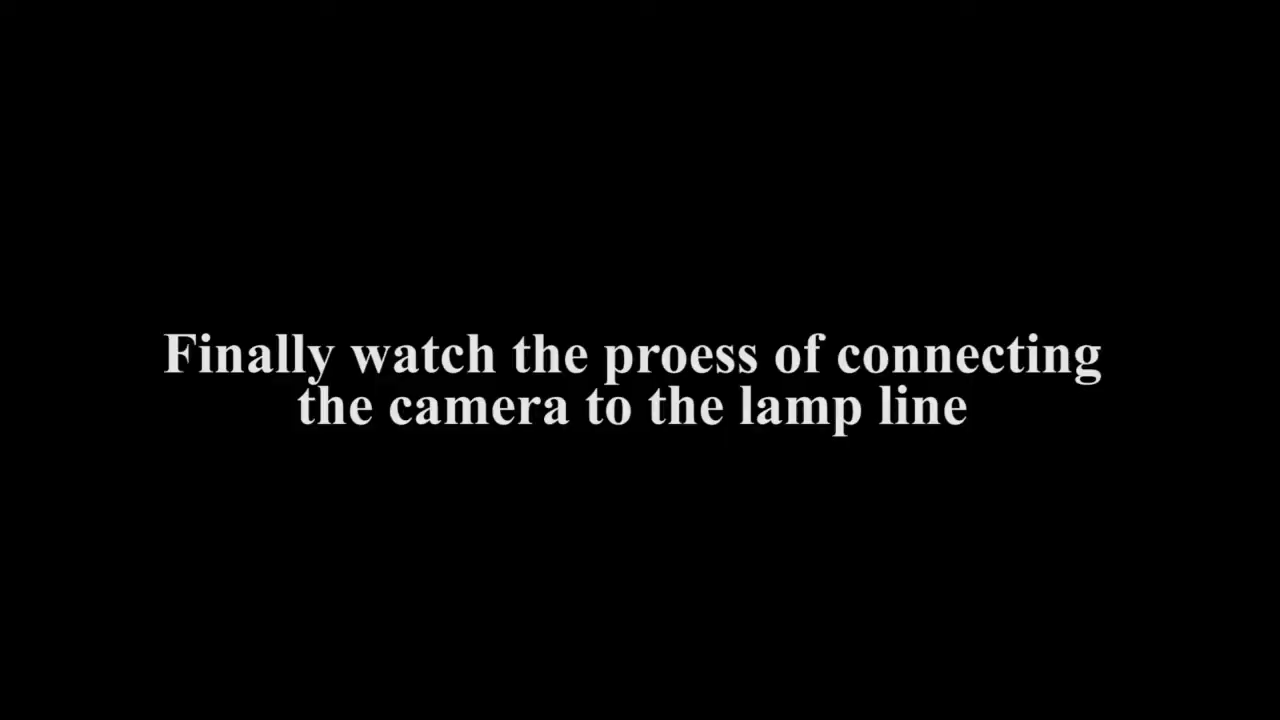 Finally watch the proess of connecting
the camera to the lamp line